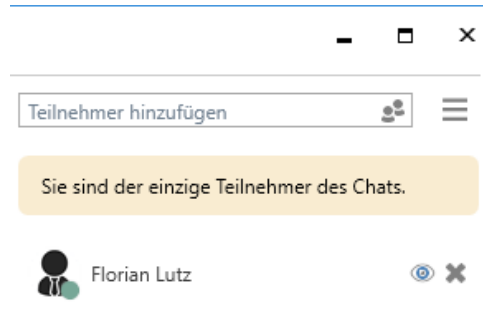 Teilnehmer hinzufügen
Sie sind der einzige Teilnehmer des Chats.
Florian Lutz